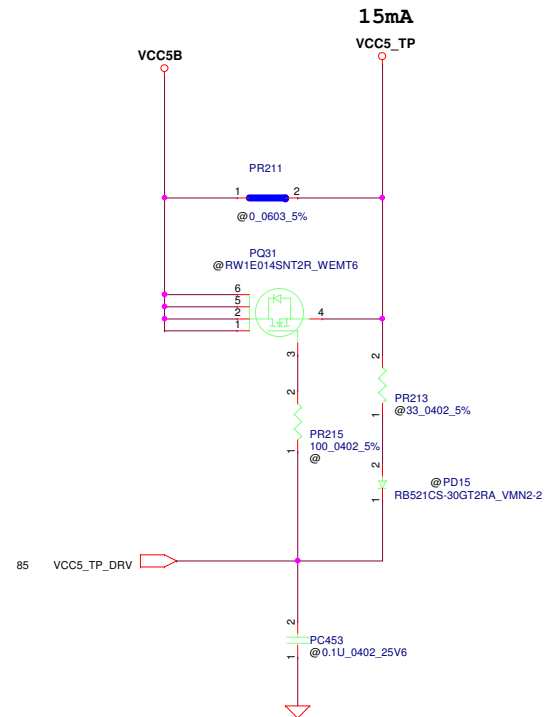 15mA
VCC5_TP
VCC5B
PR211
1
2
@0_0603_5%
PQ31
@RW1E014SNT2R_WEMT6
6
5
2
1
4
3
2
2
PR213
@33_0402_5%
1
PR215
100_0402_5%
@
1
2
@PD15
RB521CS-30GT2RA_VMN2-2
1
85
VCC5_TP_DRV
2
PC453
@0.1U_0402_25V6
1